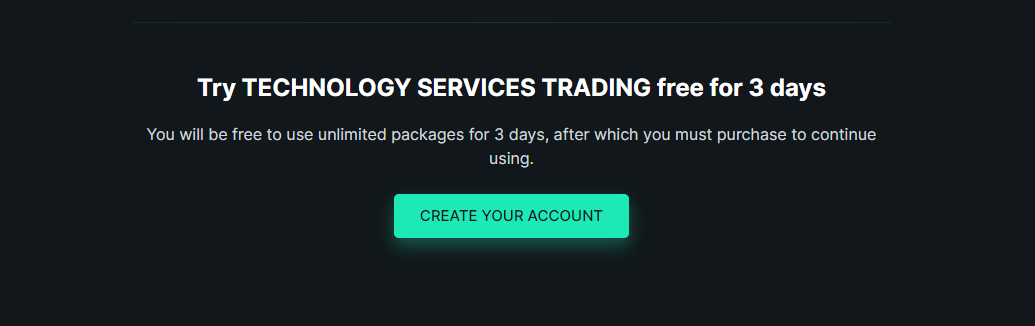 Try TECHNOLOGY SERVICES TRADING free for 3 days
You will be free to use unlimited packages for 3 days, after which you must purchase to continue
using.
CREATE YOUR ACCOUNT